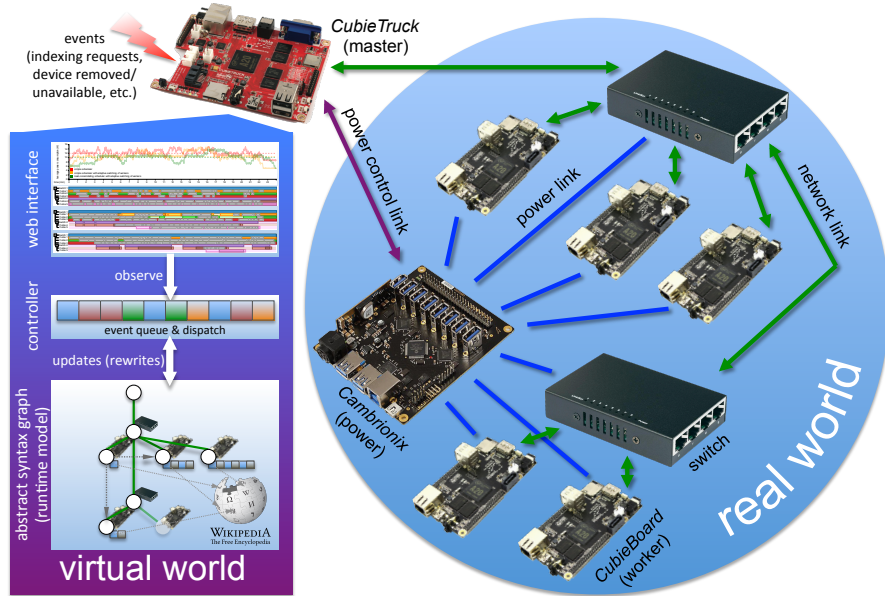 events
(indexing requests,
device removed/
unavailable, etc.)
CubieTruck
(master)
power control link
power link
network link
web interface
observe
controller
event queue & dispatch
updates (rewrites)
abstract syntax graph
(runtime model)
Ω
W
WIKIPEDIA
The Free Encyclopedia
virtual world
Cambrionix
(power)
switch
CubieBoard
(worker)
real world